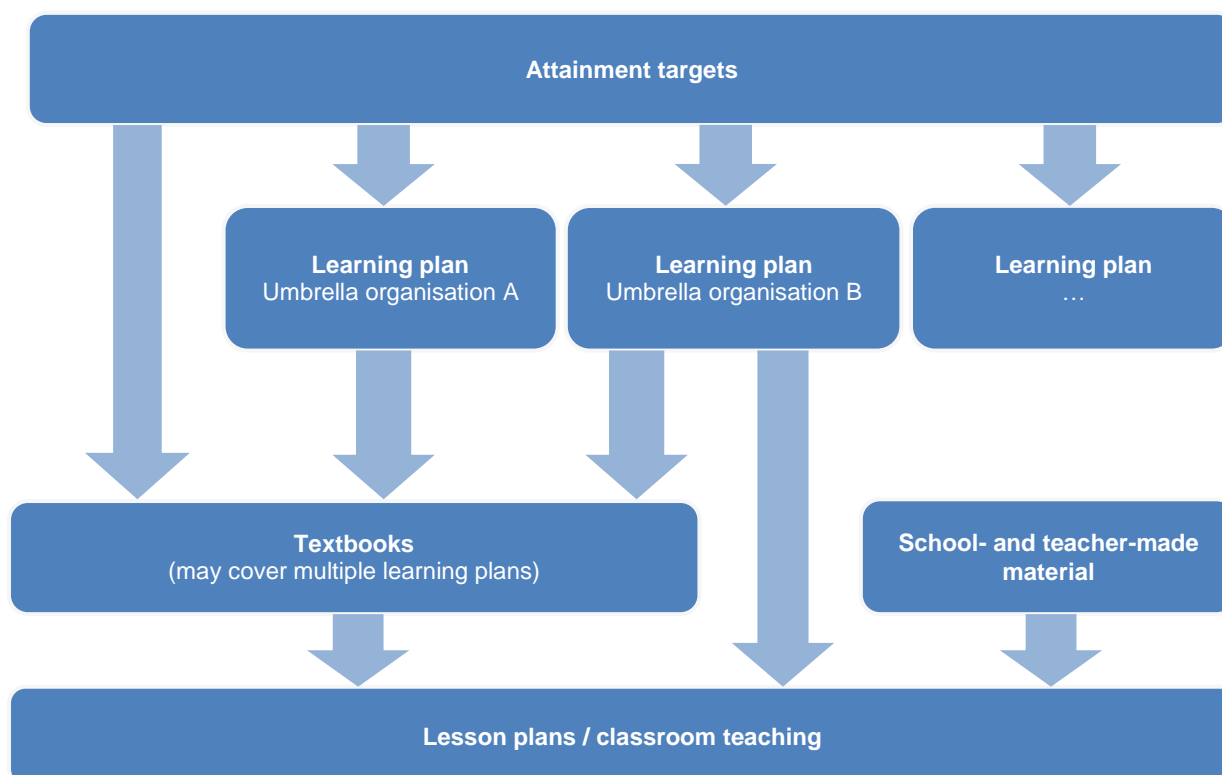 Attainment targets
Learning plan
Umbrella organisation A
Learning plan
Umbrella organisation B
Learning plan
…
Textbooks
(may cover multiple learning plans)
School- and teacher-made
material
Lesson plans / classroom teaching